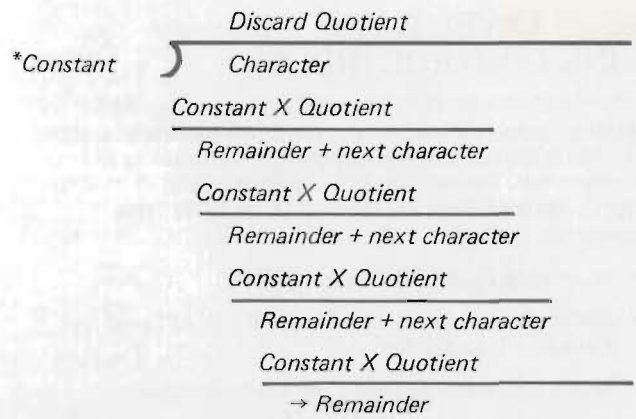 Discard Quotient
*Constant ) Character
Constant X Quotient
Remainder + next character
Constant X Quotient
Remainder + next character
Constant X Quotient
Remainder + next character
Constant X Quotient
→ Remainder